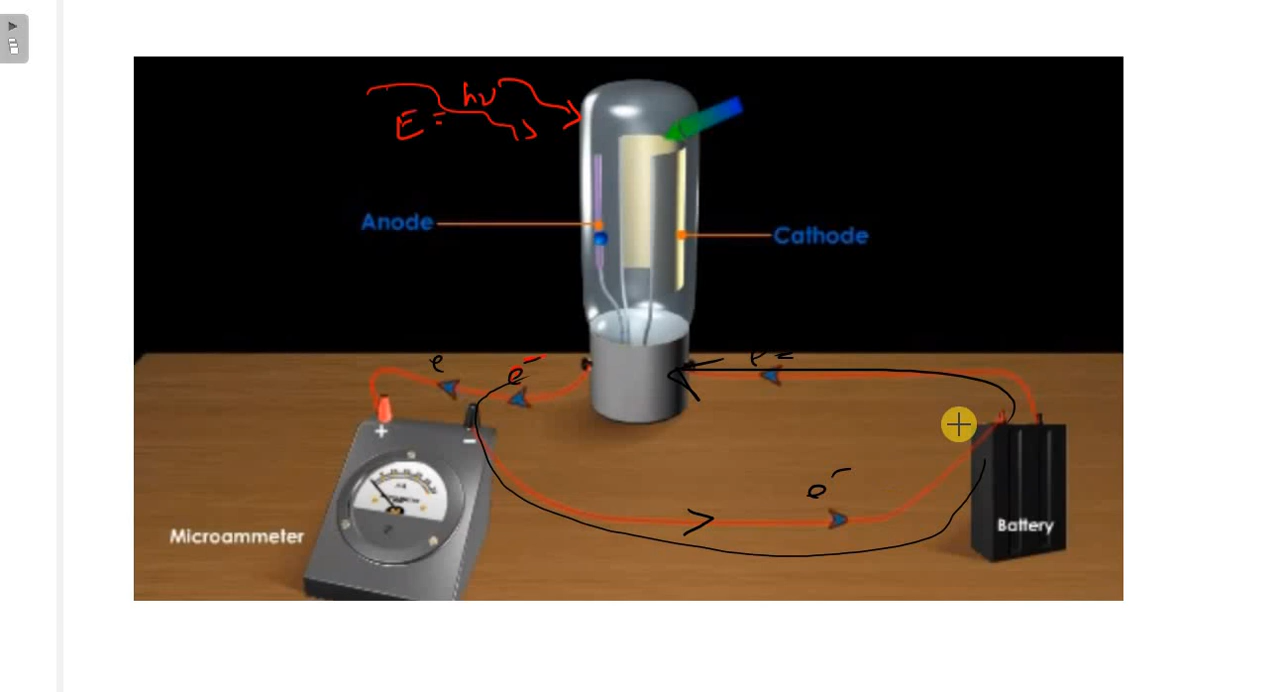 hν
E =
Anode
Cathode
e
e⁻
+
−
e⁻
Microammeter
Battery